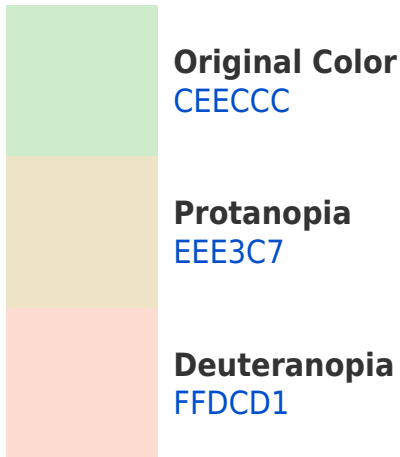 Original Color
CEECCC
Protanopia
EEE3C7
Deuteranopia
FFDCD1